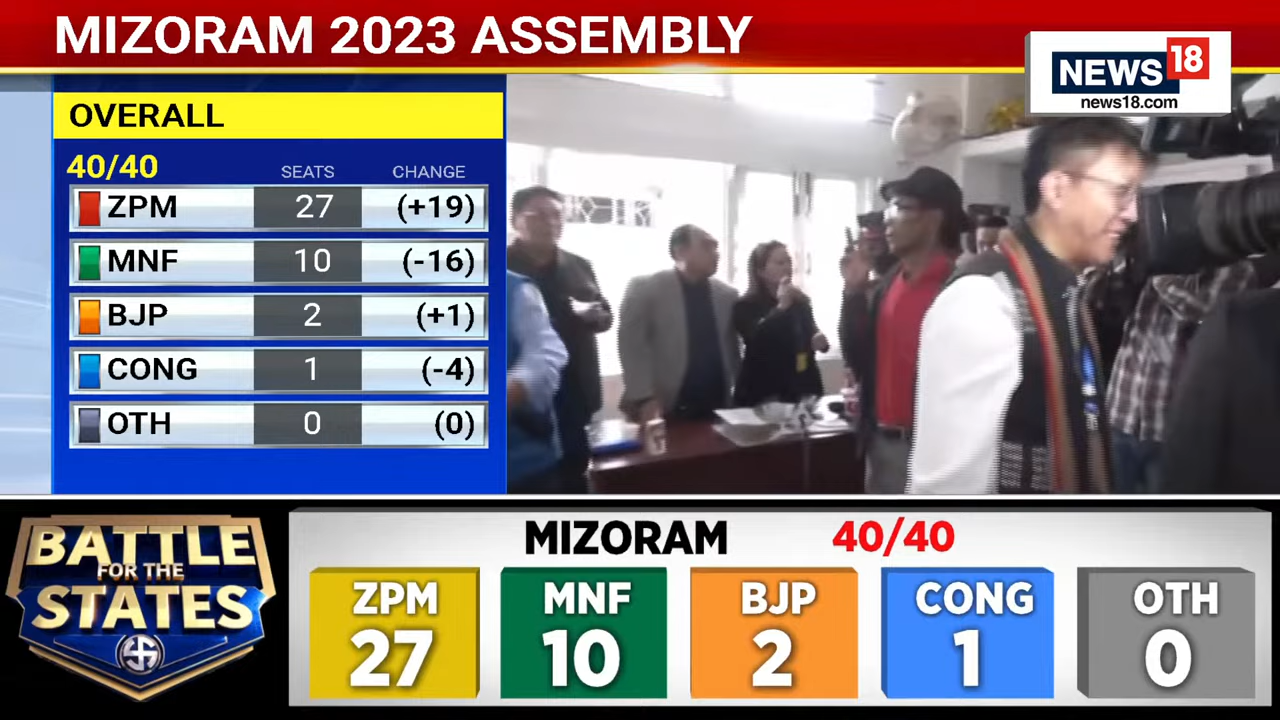 MIZORAM 2023 ASSEMBLY
NEWS 18
news18.com
OVERALL
40/40 SEATS CHANGE
ZPM 27 (+19)
MNF 10 (-16)
BJP 2 (+1)
CONG 1 (-4)
OTH 0 (0)
BATTLE
FOR THE
STATES
MIZORAM 40/40
ZPM MNF BJP CONG OTH
27 10 2 1 0